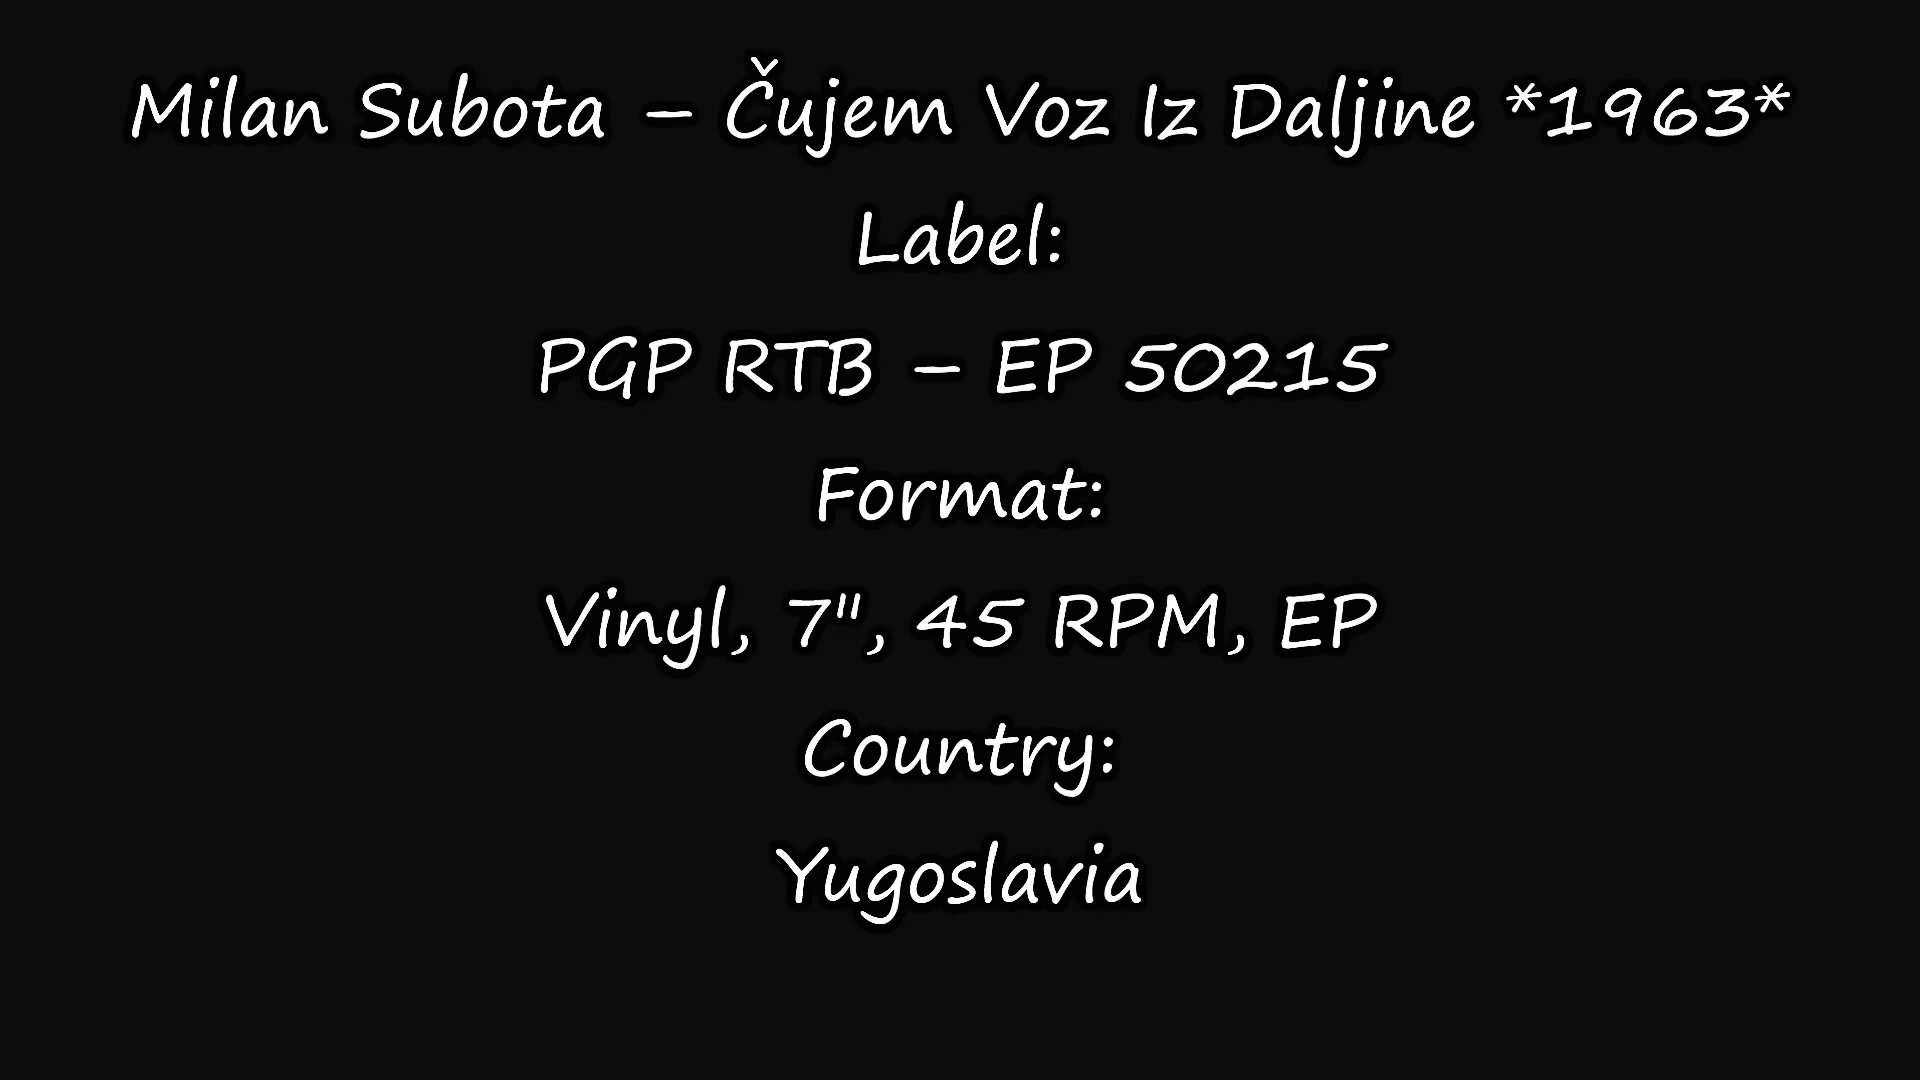 Milan Subota – Čujem Voz Iz Daljine *1963*
Label:
PGP RTB – EP 50215
Format:
Vinyl, 7", 45 RPM, EP
Country:
Yugoslavia